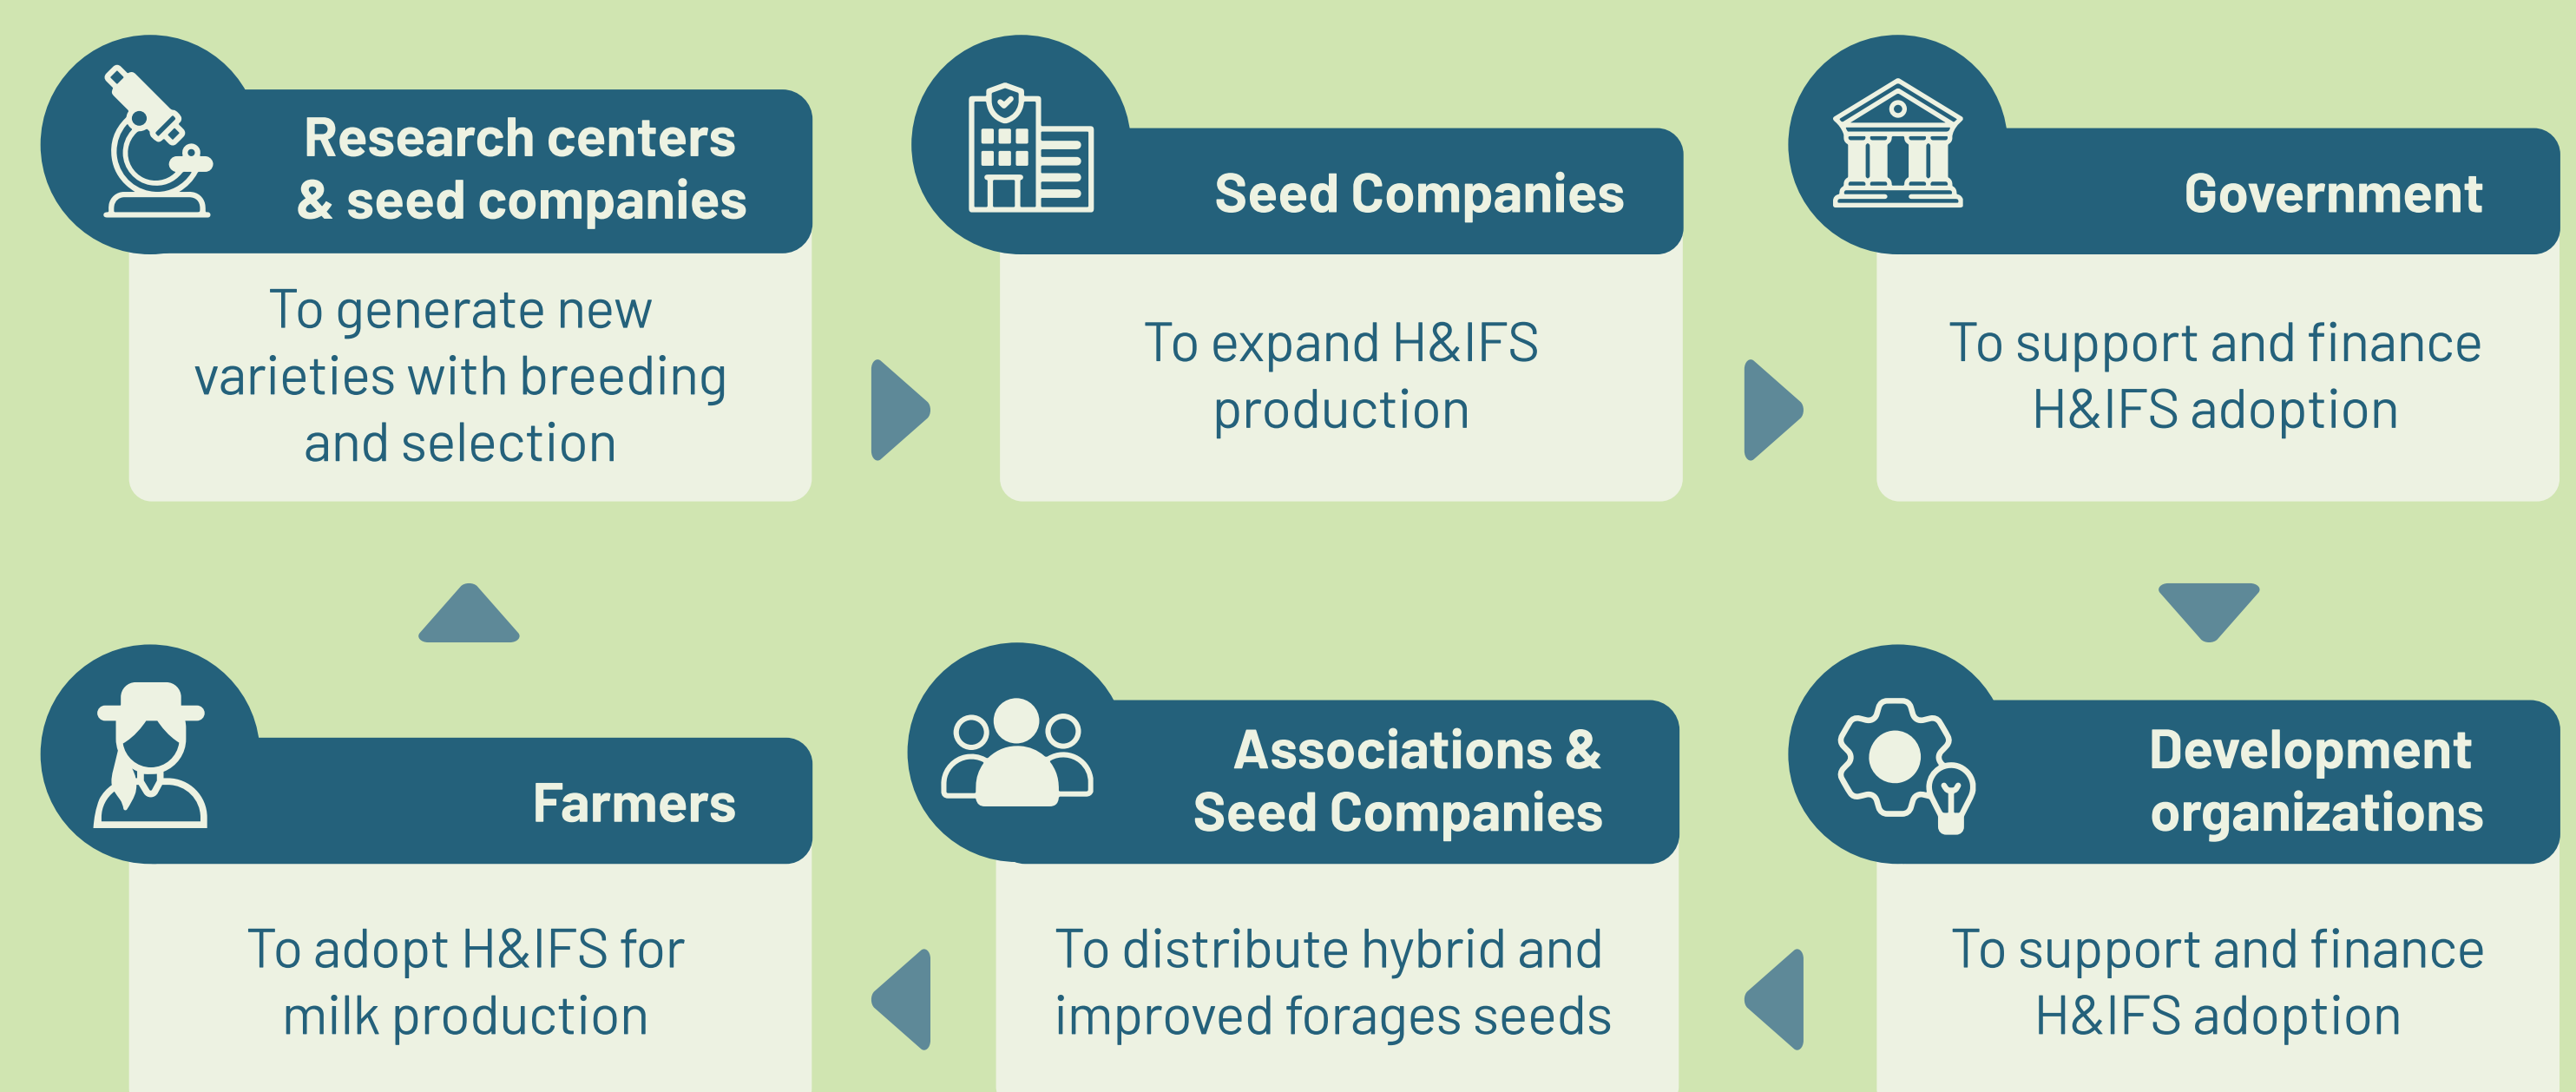 Research centers
& seed companies
To generate new
varieties with breeding
and selection
Seed Companies
To expand H&IFS
production
Government
To support and finance
H&IFS adoption
Development
organizations
To support and finance
H&IFS adoption
Associations &
Seed Companies
To distribute hybrid and
improved forages seeds
Farmers
To adopt H&IFS for
milk production